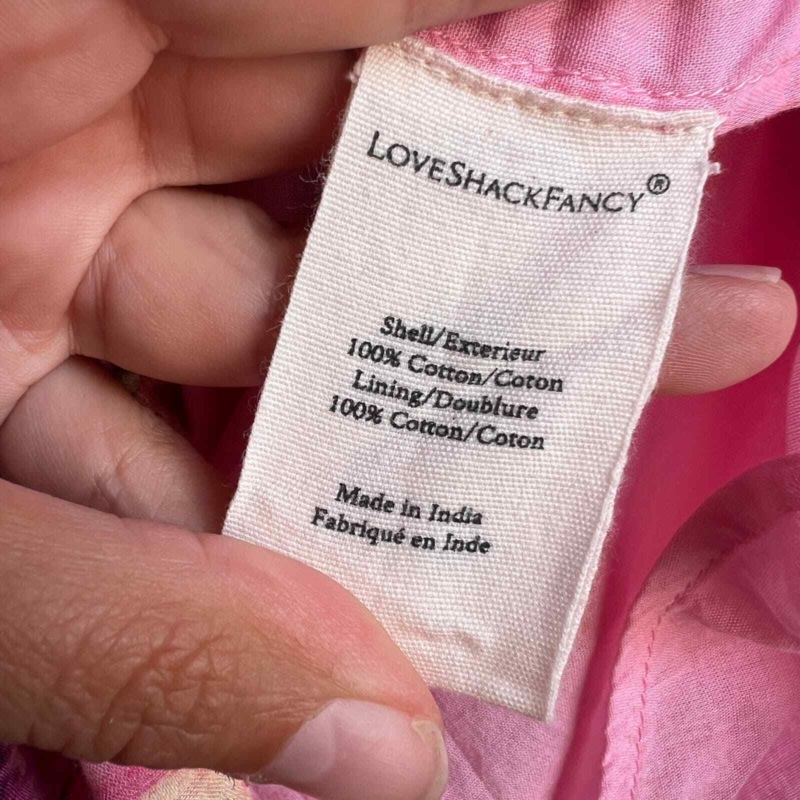 LOVESHACKFANCY®
Shell/Exterieur
100% Cotton/Coton
Lining/Doublure
100% Cotton/Coton
Made in India
Fabriqué en Inde